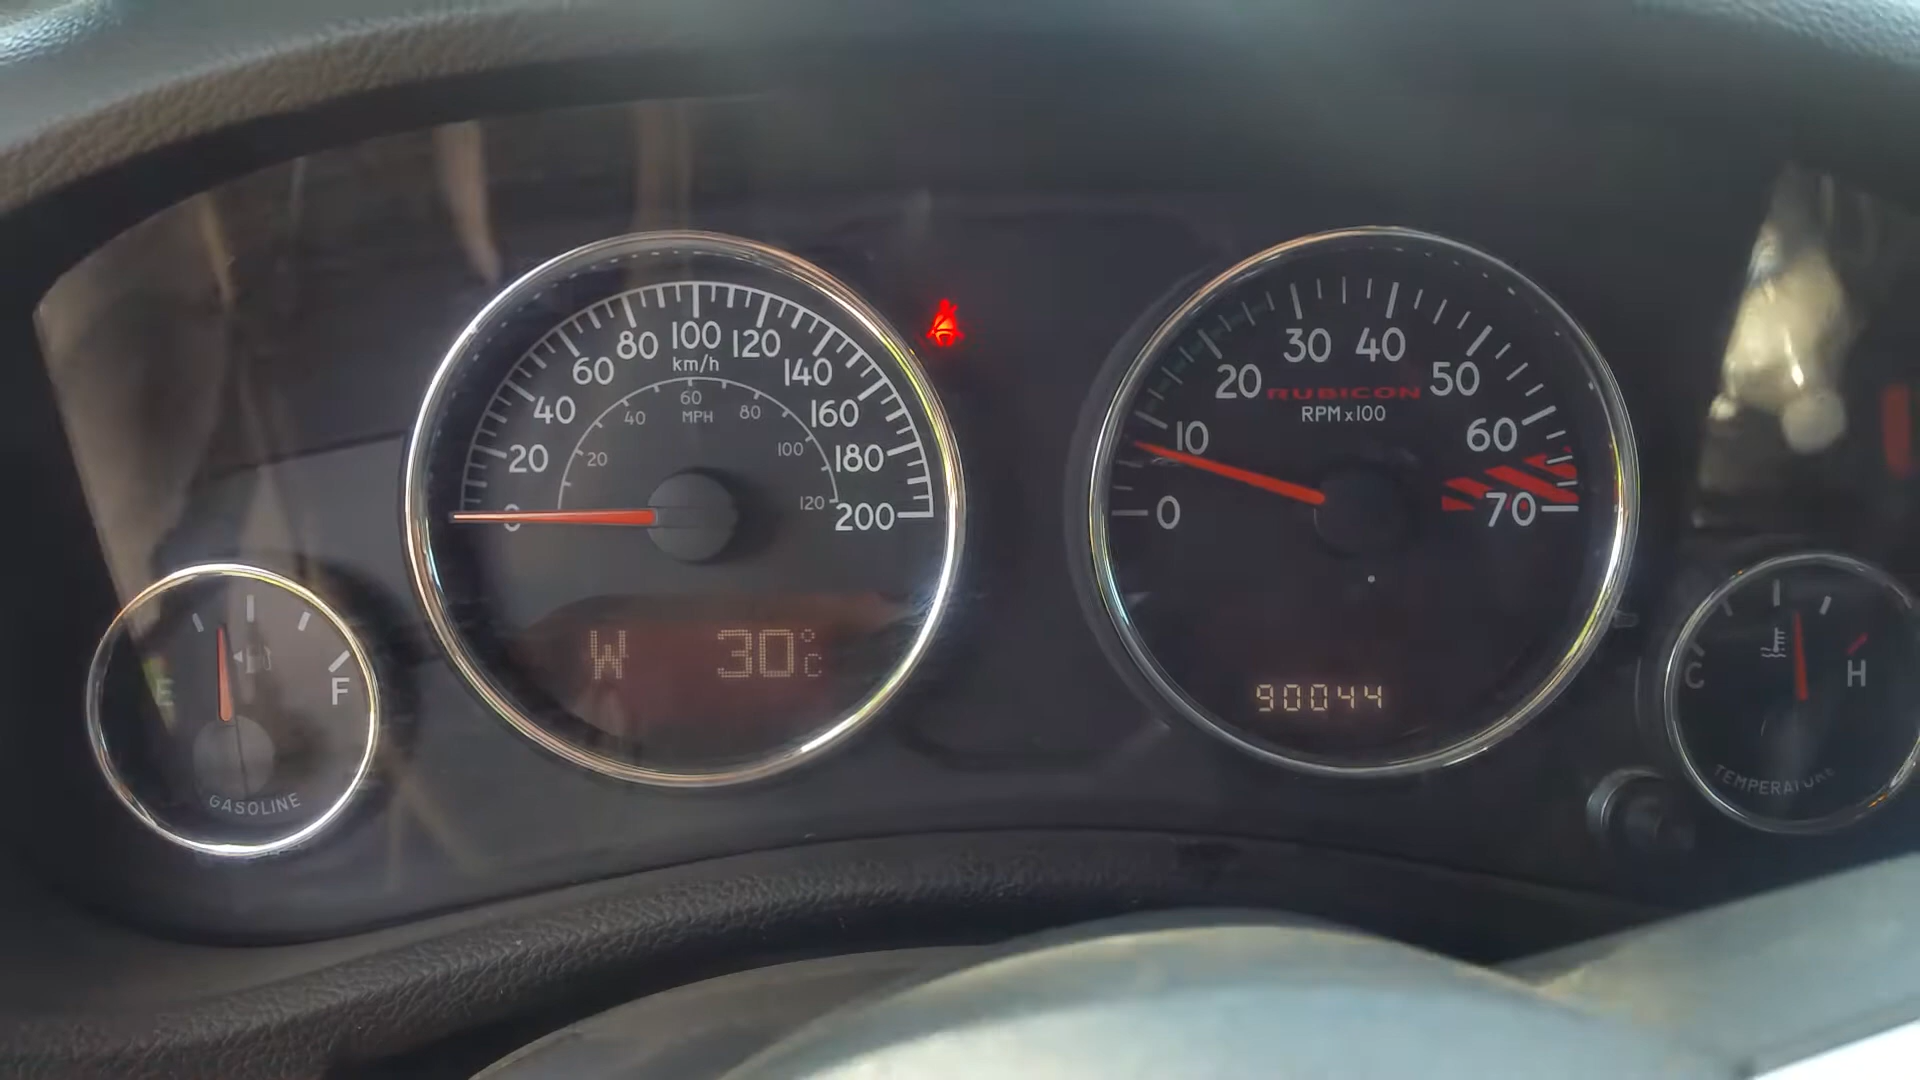 80 100 120
km/h
60 140
40 160
20 180
0 200
60
MPH
40 80
20 100
120
W 30°C
30 40
20 50
RUBICON
RPM x100
10 60
0 70
90044
E F
GASOLINE
C H
TEMPERATURE